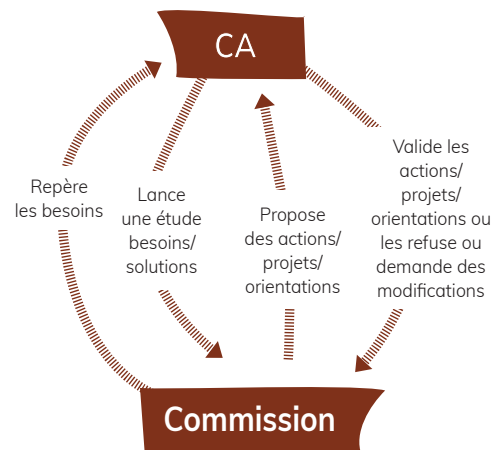 CA
Repère
les besoins
Lance
une étude
besoins/
solutions
Propose
des actions/
projets/
orientations
Valide les
actions/
projets/
orientations ou
les refuse ou
demande des
modifications
Commission